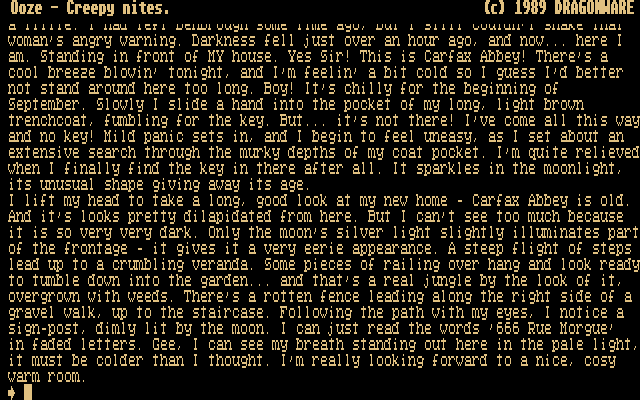 Ooze - Creepy nites. (c) 1989 DRAGONWARE
a little. I had left Benbrough some time ago, but I still couldn't shake that
woman's angry warning. Darkness fell just over an hour ago, and now... here I
am. Standing in front of MY house. Yes Sir! This is Carfax Abbey! There's a
cool breeze blowin' tonight, and I'm feelin' a bit cold so I guess I'd better
not stand around here too long. Boy! It's chilly for the beginning of
September. Slowly I slide a hand into the pocket of my long, light brown
trenchcoat, fumbling for the key. But... it's not there! I've come all this way
and no key! Mild panic sets in, and I begin to feel uneasy, as I set about an
extensive search through the murky depths of my coat pocket. I'm quite relieved
when I finally find the key in there after all. It sparkles in the moonlight,
its unusual shape giving away its age.
I lift my head to take a long, good look at my new home - Carfax Abbey is old.
And it's looks pretty dilapidated from here. But I can't see too much because
it is so very very dark. Only the moon's silver light slightly illuminates part
of the frontage - it gives it a very eerie appearance. A steep flight of steps
lead up to a crumbling veranda. Some pieces of railing over hang and look ready
to tumble down into the garden... and that's a real jungle by the look of it,
overgrown with weeds. There's a rotten fence leading along the right side of a
gravel walk, up to the staircase. Following the path with my eyes, I notice a
sign-post, dimly lit by the moon. I can just read the words '666 Rue Morgue'
in faded letters. Gee, I can see my breath standing out here in the pale light,
it must be colder than I thought. I'm really looking forward to a nice, cosy
warm room.